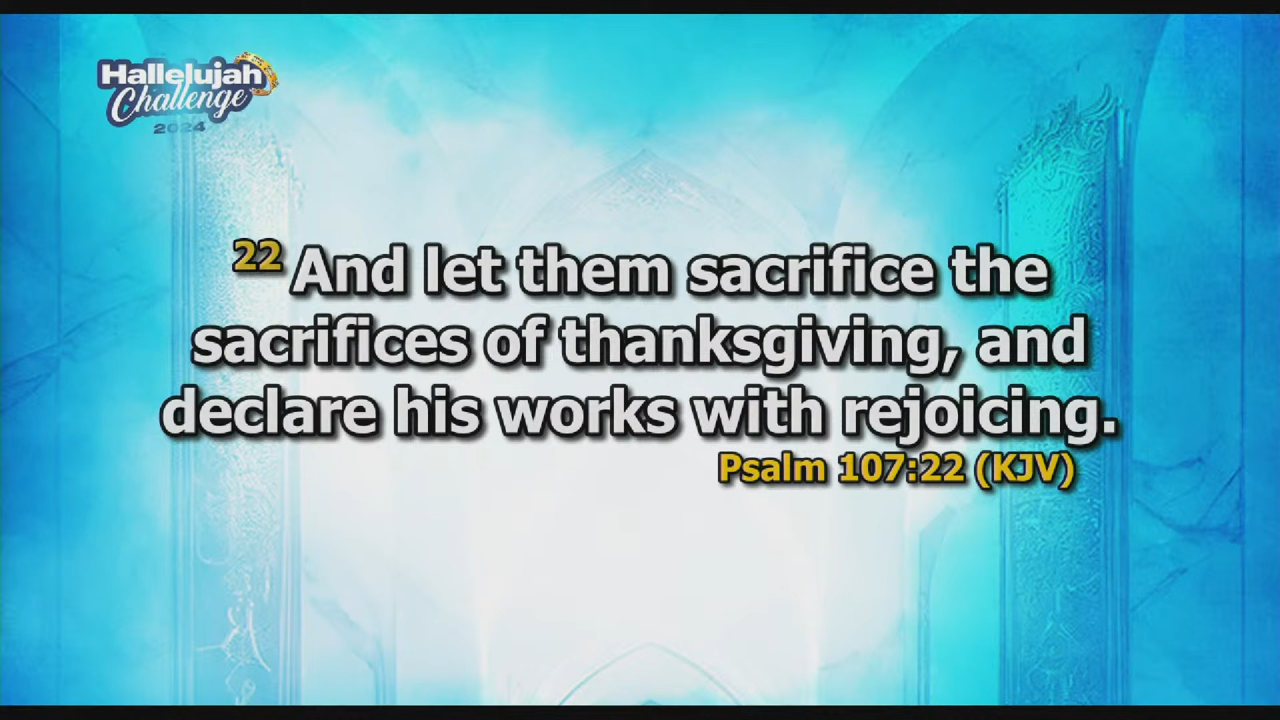 Hallelujah
Challenge
2024
22 And let them sacrifice the
sacrifices of thanksgiving, and
declare his works with rejoicing.
Psalm 107:22 (KJV)